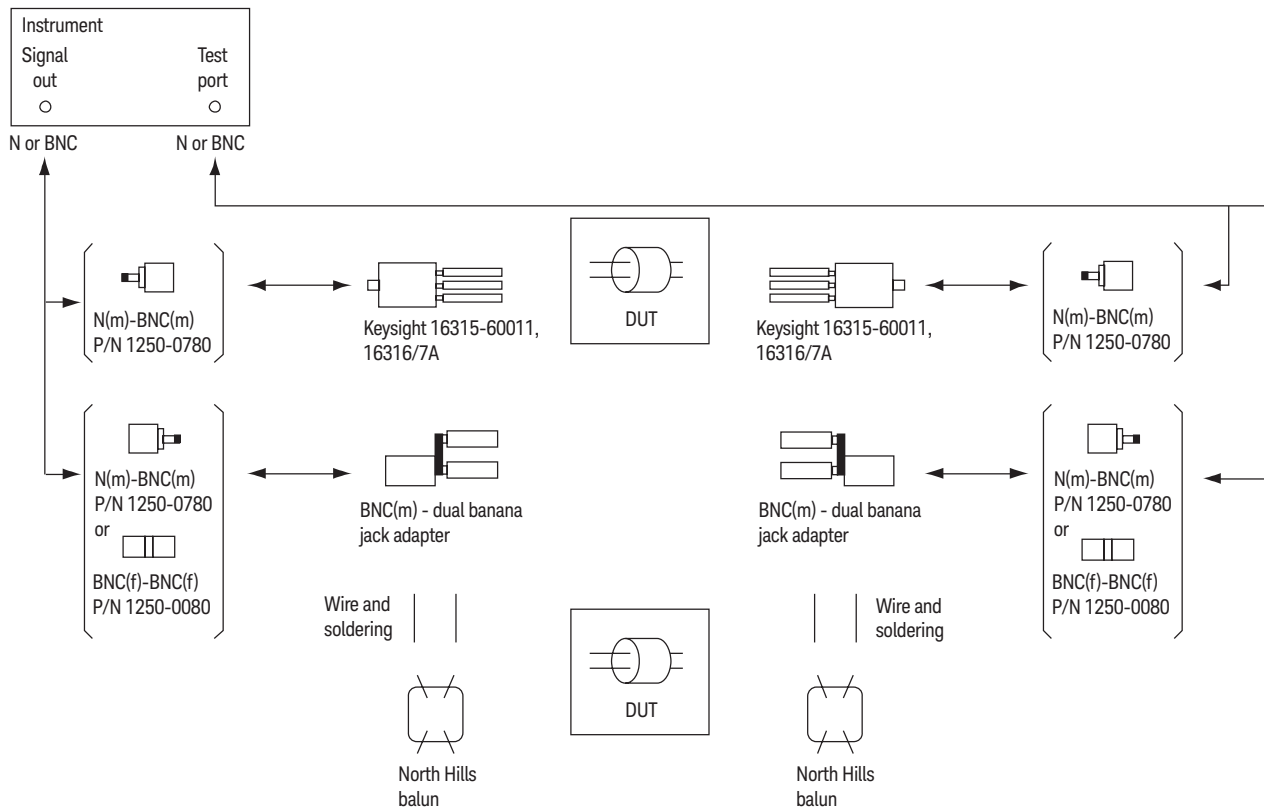 Instrument
Signal
out
Test
port
N or BNC
N or BNC
N(m)-BNC(m)
P/N 1250-0780
Keysight 16315-60011,
16316/7A
DUT
Keysight 16315-60011,
16316/7A
N(m)-BNC(m)
P/N 1250-0780
N(m)-BNC(m)
P/N 1250-0780
or
BNC(f)-BNC(f)
P/N 1250-0080
BNC(m) - dual banana
jack adapter
BNC(m) - dual banana
jack adapter
N(m)-BNC(m)
P/N 1250-0780
or
BNC(f)-BNC(f)
P/N 1250-0080
Wire and
soldering
Wire and
soldering
DUT
North Hills
balun
North Hills
balun